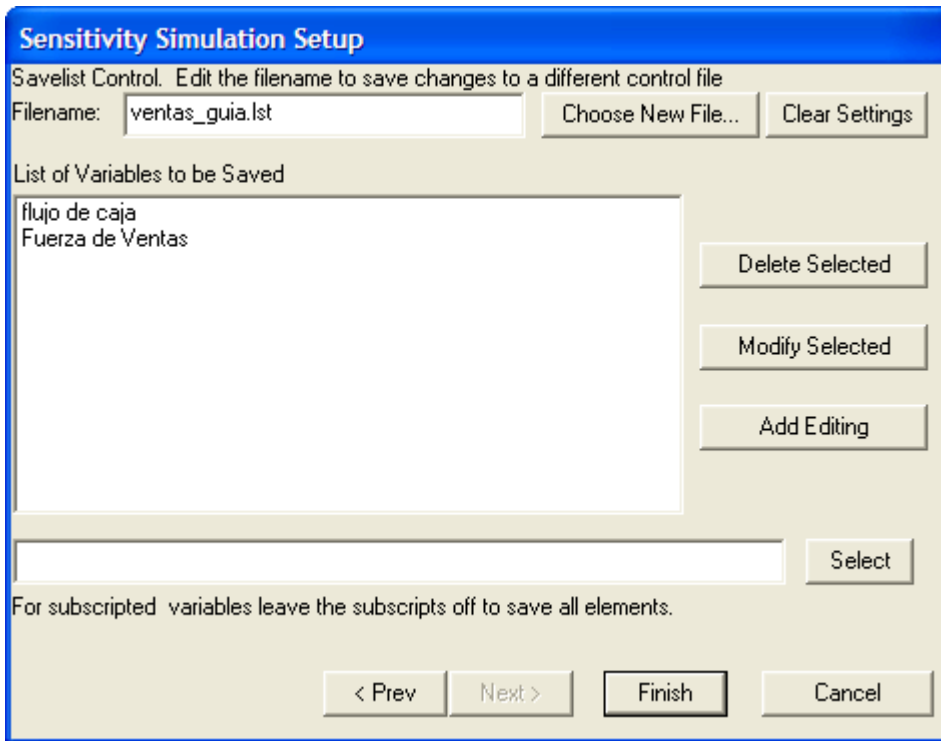 Sensitivity Simulation Setup
Savelist Control.  Edit the filename to save changes to a different control file
Filename: ventas_guia.lst Choose New File... Clear Settings
List of Variables to be Saved
flujo de caja
Fuerza de Ventas
Delete Selected
Modify Selected
Add Editing
Select
For subscripted  variables leave the subscripts off to save all elements.
< Prev Next > Finish Cancel